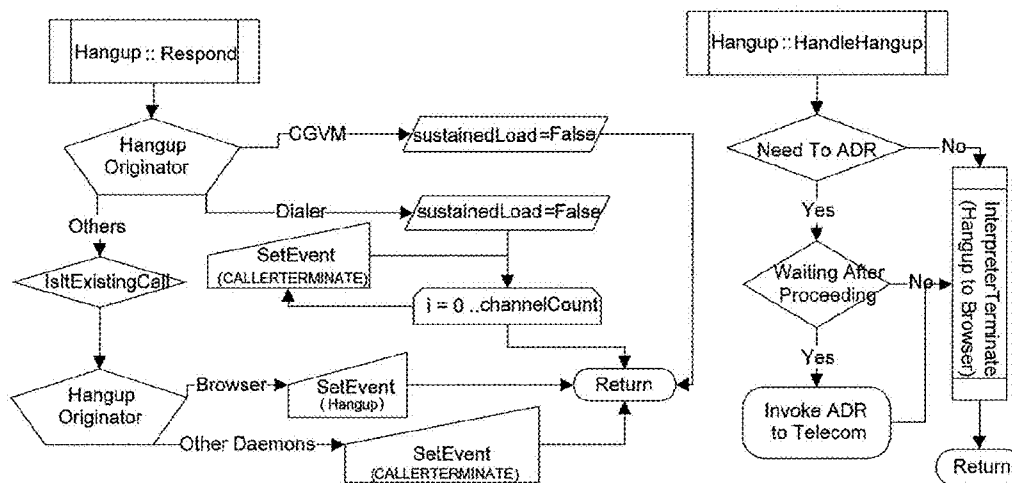 Hangup :: Respond
Hangup
Originator
CGVM
sustainedLoad=False
Dialer
sustainedLoad=False
Others
SetEvent
(CALLERTERMINATE)
IsItExistingCall
i = 0 ..channelCount
Hangup
Originator
Browser
SetEvent
(Hangup)
Return
Other Daemons
SetEvent
(CALLERTERMINATE)
Hangup :: HandleHangup
Need To ADR
No
Yes
Waiting After
Proceeding
No
InterpreterTerminate
(Hangup to Browser)
Yes
Invoke ADR
to Telecom
Return